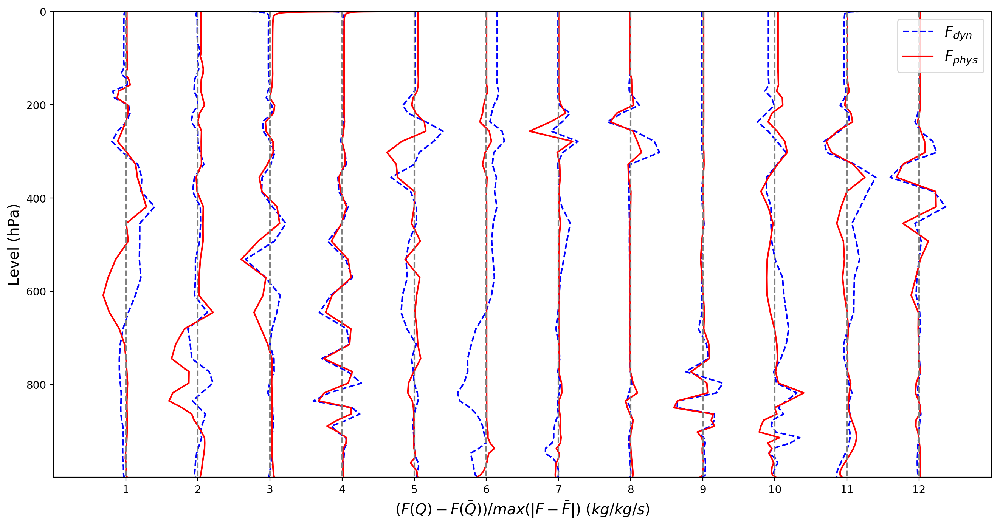 0
200
400
600
800
Level (hPa)
F_dyn
F_phys
1 2 3 4 5 6 7 8 9 10 11 12
(F(Q) − F(Q̄))/max(|F − F̄|) (kg/kg/s)